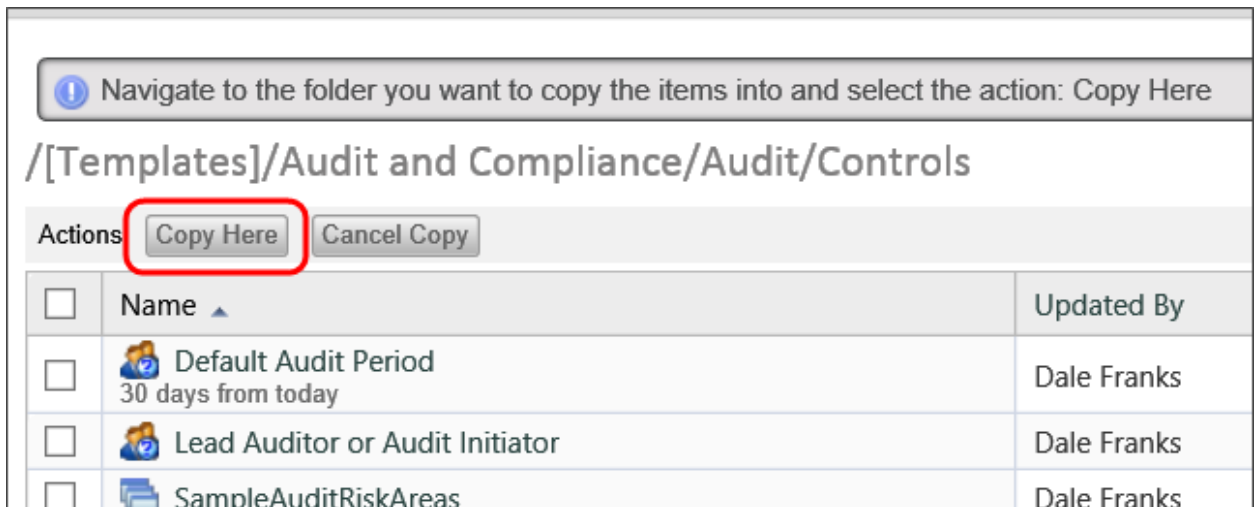 Navigate to the folder you want to copy the items into and select the action: Copy Here
/[Templates]/Audit and Compliance/Audit/Controls
Actions Copy Here Cancel Copy
Name Updated By
Default Audit Period Dale Franks
30 days from today
Lead Auditor or Audit Initiator Dale Franks
SampleAuditRiskAreas Dale Franks